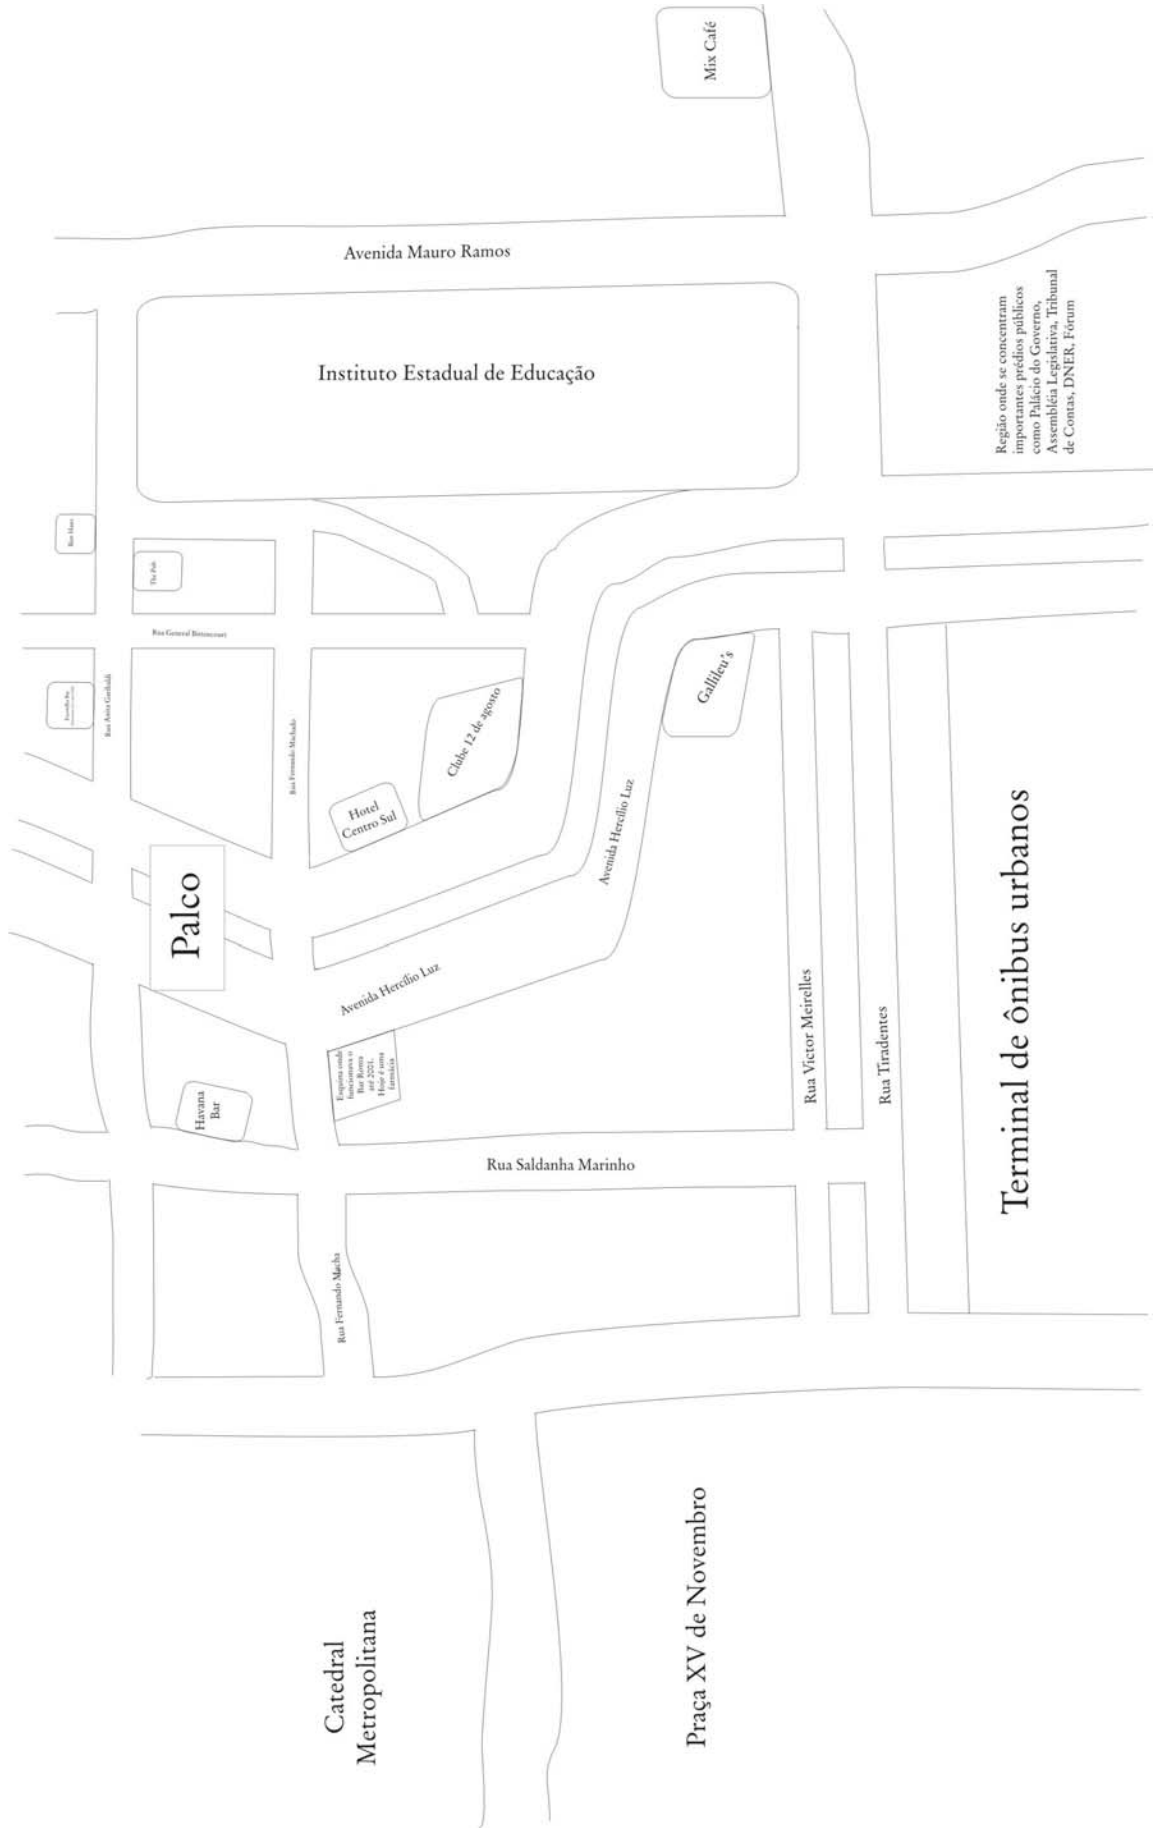 Mix Café
Avenida Mauro Ramos
Instituto Estadual de Educação
Região onde se concentram
importantes prédios públicos
como Palácio do Governo,
Assembléia Legislativa, Tribunal
de Contas, DNER, Fórum
The Pub
Rua General Bittencourt
Rua Anita Garibaldi
Rua Fernando Machado
Clube 12 de agosto
Gallileu's
Hotel
Centro Sul
Palco
Avenida Hercílio Luz
Avenida Hercílio Luz
Havana
Bar
Esquina onde
funcionava o
Bar Roma
até 2001.
Hoje é uma
farmácia
Rua Victor Meirelles
Rua Tiradentes
Terminal de ônibus urbanos
Rua Saldanha Marinho
Rua Fernando Macha
Catedral
Metropolitana
Praça XV de Novembro